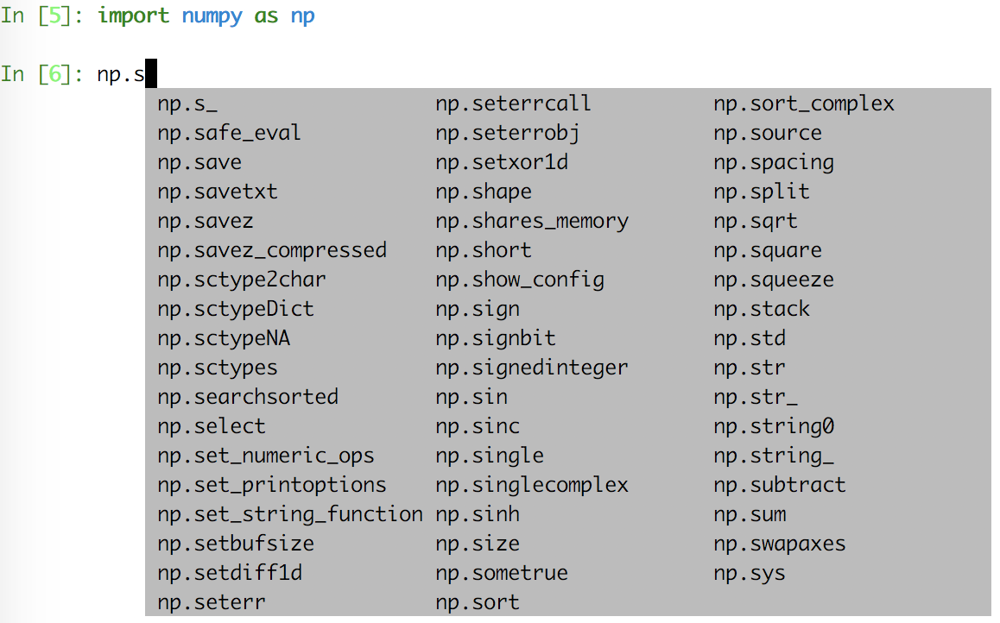 In [5]: import numpy as np
In [6]: np.s
np.s_ np.seterrcall np.sort_complex
np.safe_eval np.seterrobj np.source
np.save np.setxor1d np.spacing
np.savetxt np.shape np.split
np.savez np.shares_memory np.sqrt
np.savez_compressed np.short np.square
np.sctype2char np.show_config np.squeeze
np.sctypeDict np.sign np.stack
np.sctypeNA np.signbit np.std
np.sctypes np.signedinteger np.str
np.searchsorted np.sin np.str_
np.select np.sinc np.string0
np.set_numeric_ops np.single np.string_
np.set_printoptions np.singlecomplex np.subtract
np.set_string_function np.sinh np.sum
np.setbufsize np.size np.swapaxes
np.setdiff1d np.sometrue np.sys
np.seterr np.sort